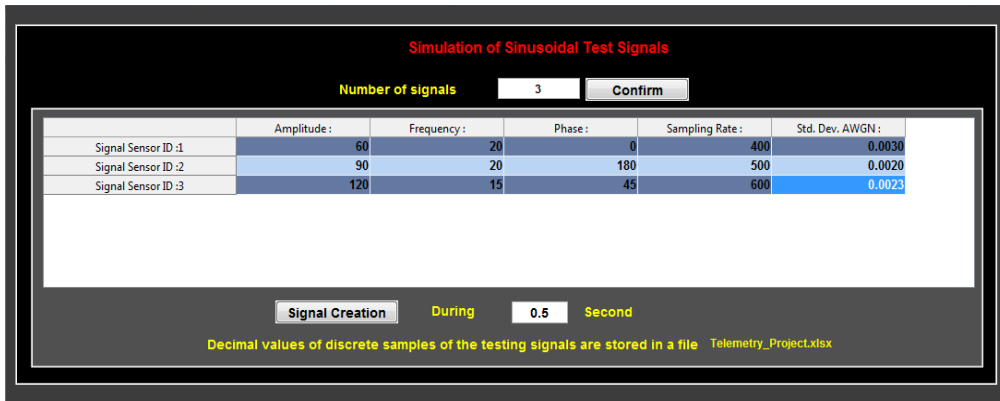 Simulation of Sinusoidal Test Signals
Number of signals 3 Confirm
Amplitude : Frequency : Phase : Sampling Rate : Std. Dev. AWGN :
Signal Sensor ID :1 60 20 0 400 0.0030
Signal Sensor ID :2 90 20 180 500 0.0020
Signal Sensor ID :3 120 15 45 600 0.0023
Signal Creation During 0.5 Second
Decimal values of discrete samples of the testing signals are stored in a file Telemetry_Project.xlsx